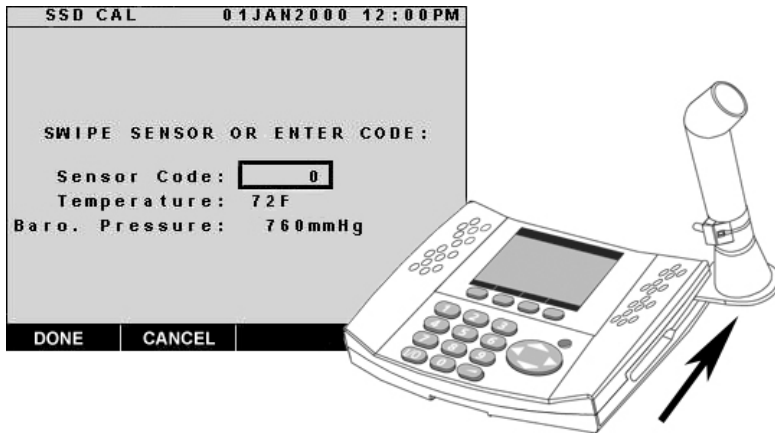 SSD CAL 01JAN2000 12:00PM
SWIPE SENSOR OR ENTER CODE:
Sensor Code: 0
Temperature: 72F
Baro. Pressure: 760mmHg
DONE CANCEL